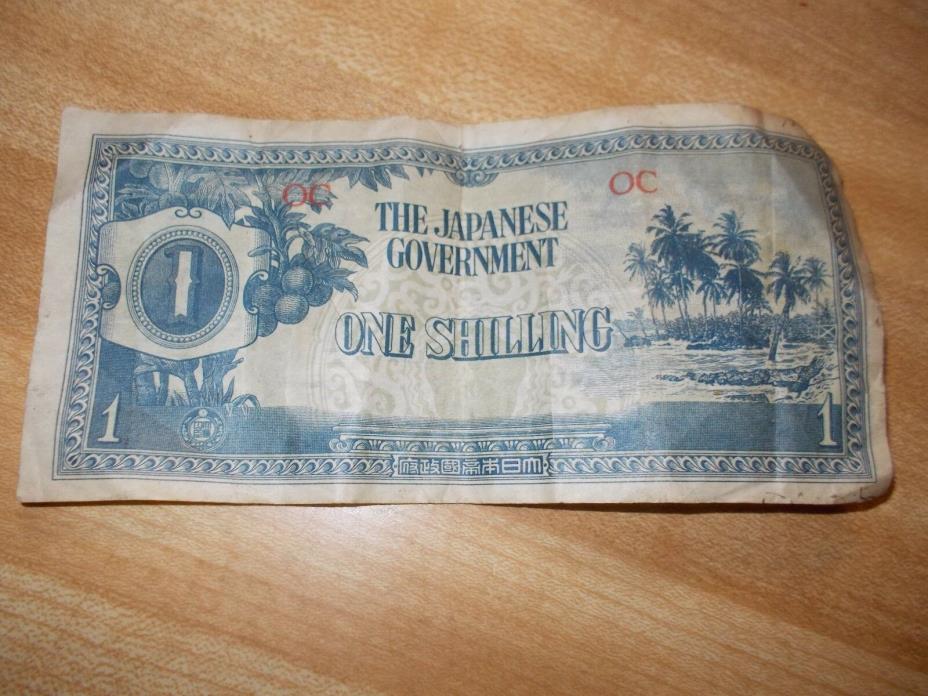 OC OC
THE JAPANESE
GOVERNMENT
1
ONE SHILLING
1 1
府政國帝本日大